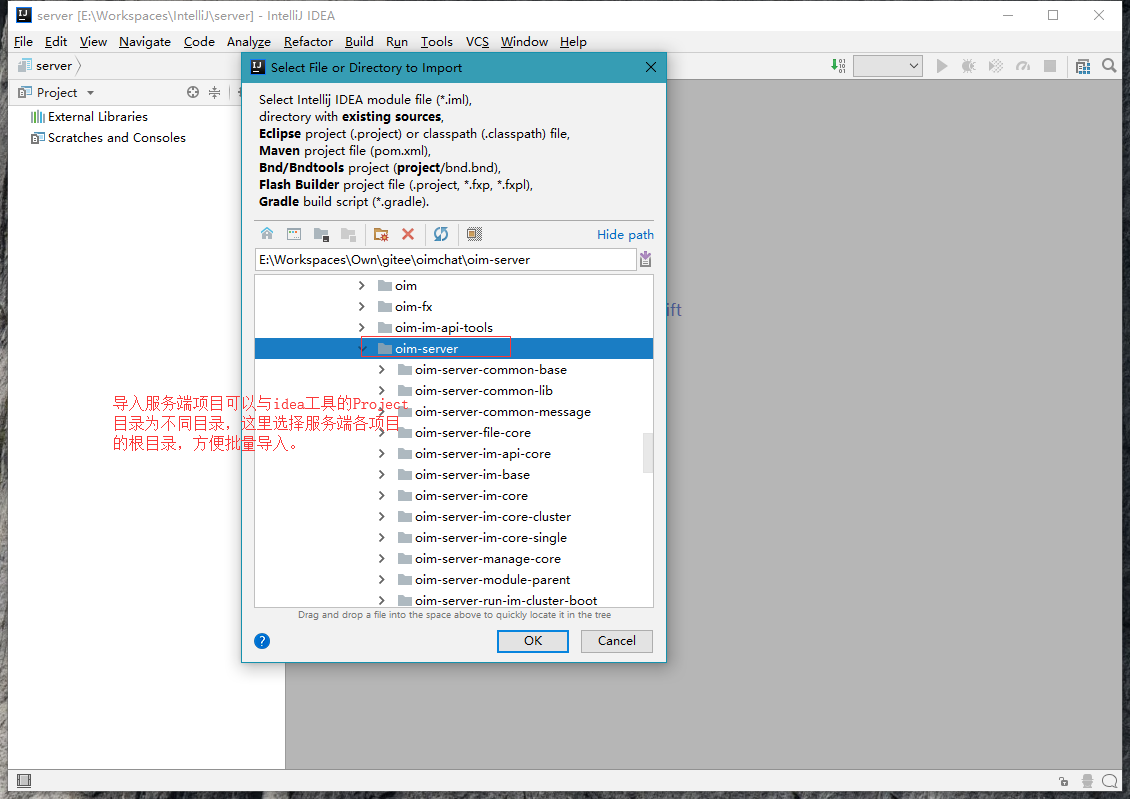 server [E:\Workspaces\IntelliJ\server] - IntelliJ IDEA
File Edit View Navigate Code Analyze Refactor Build Run Tools VCS Window Help
server
Project
External Libraries
Scratches and Consoles
Select File or Directory to Import
Select Intellij IDEA module file (*.iml),
directory with existing sources,
Eclipse project (.project) or classpath (.classpath) file,
Maven project file (pom.xml),
Bnd/Bndtools project (project/bnd.bnd),
Flash Builder project file (.project, *.fxp, *.fxpl),
Gradle build script (*.gradle).
Hide path
E:\Workspaces\Own\gitee\oimchat\oim-server
oim
oim-fx
oim-im-api-tools
oim-server
oim-server-common-base
oim-server-common-lib
oim-server-common-message
oim-server-file-core
oim-server-im-api-core
oim-server-im-base
oim-server-im-core
oim-server-im-core-cluster
oim-server-im-core-single
oim-server-manage-core
oim-server-module-parent
oim-server-run-im-cluster-boot
Drag and drop a file into the space above to quickly locate it in the tree
OK Cancel
ift
导入服务端项目可以与idea工具的Project
目录为不同目录，这里选择服务端各项目
的根目录，方便批量导入。